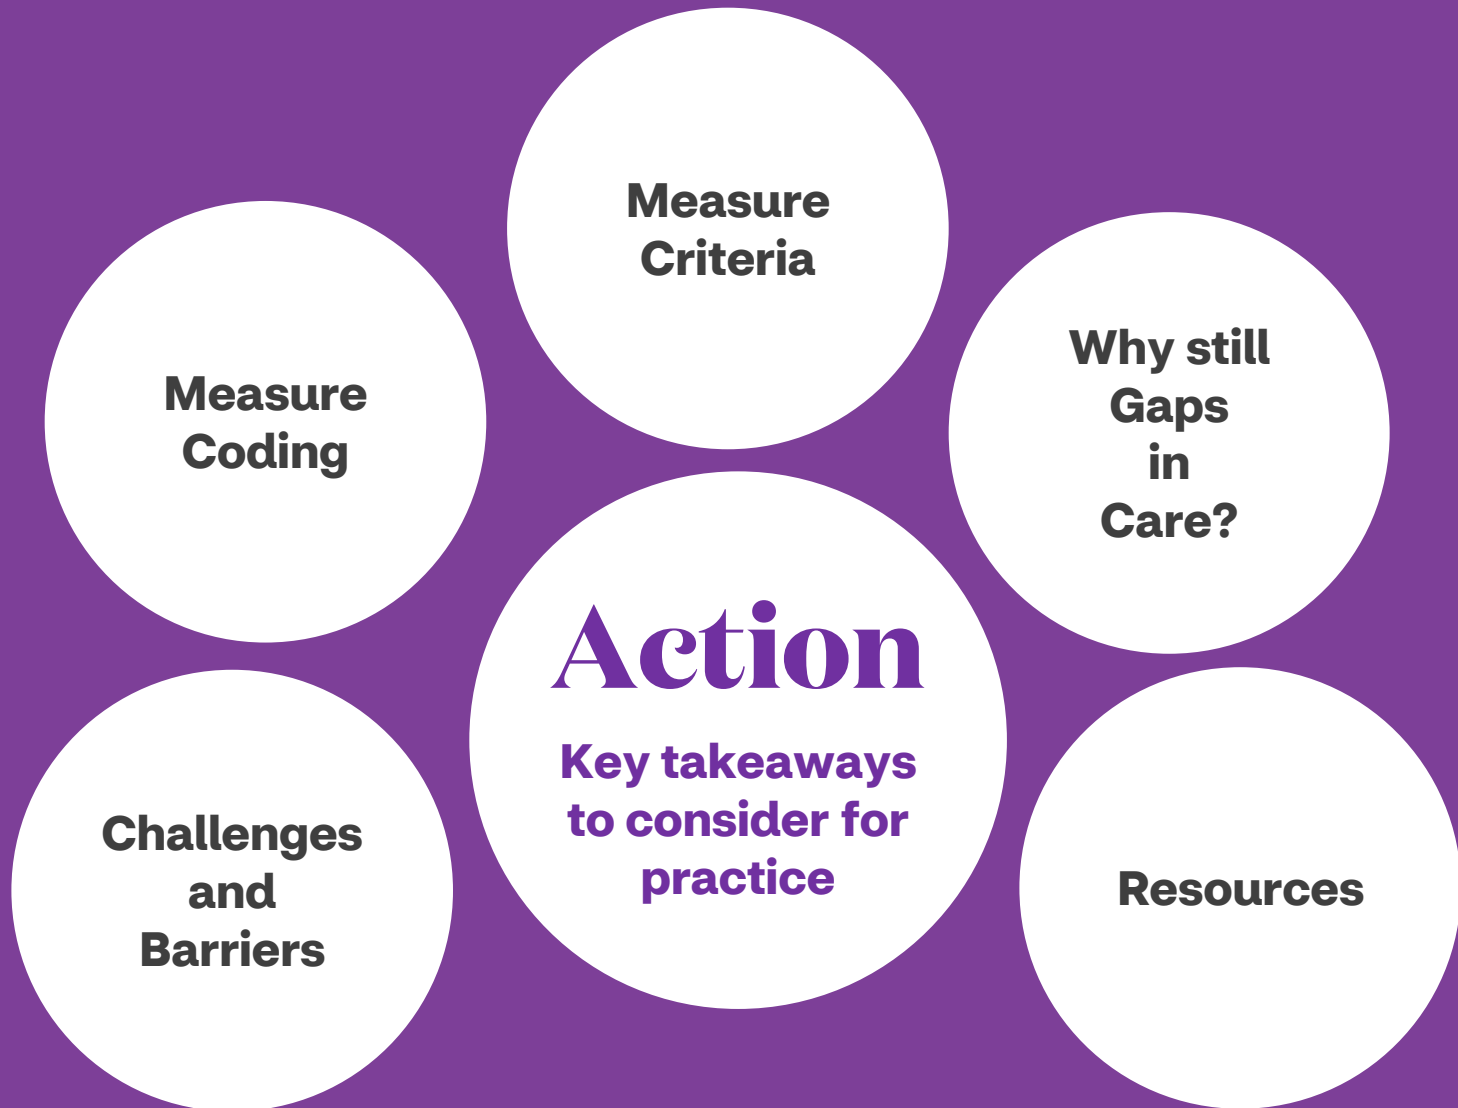 Measure
Criteria
Measure
Coding
Why still
Gaps
in
Care?
Action
Key takeaways
to consider for
practice
Challenges
and
Barriers
Resources